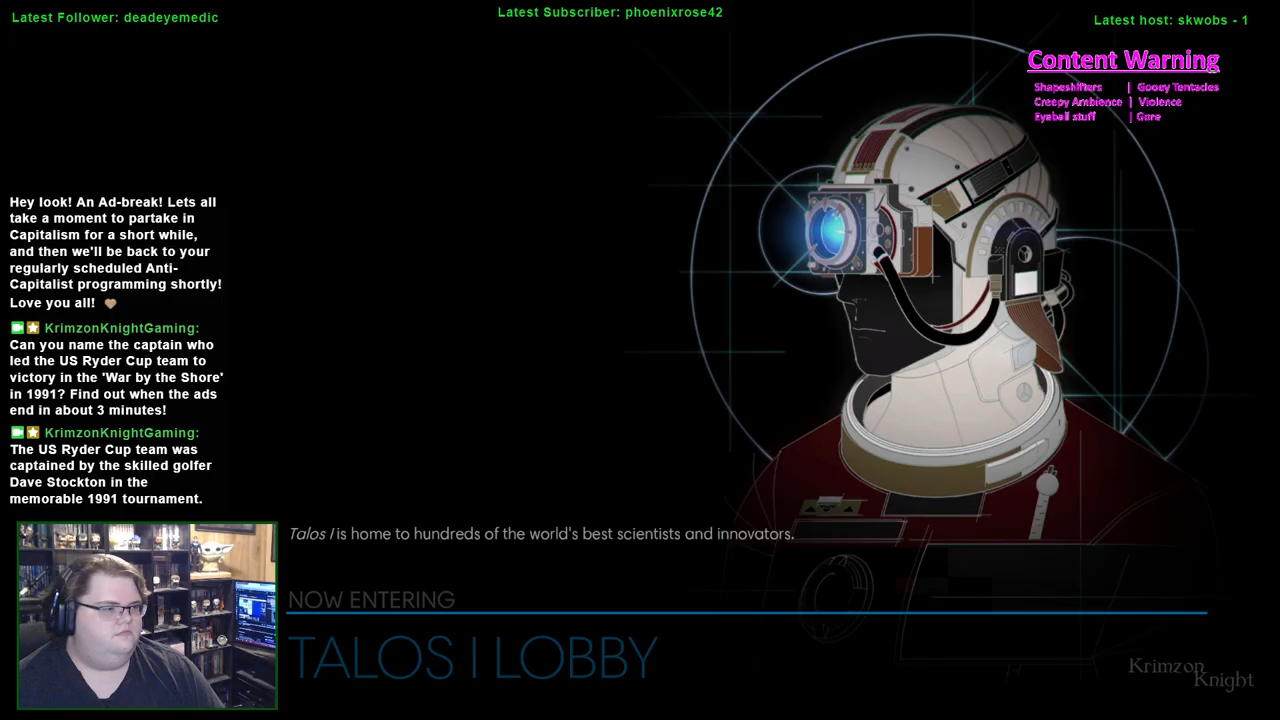 Latest Follower: deadeyemedic
Latest Subscriber: phoenixrose42
Latest host: skwobs - 1
Content Warning
Shapeshifters | Gooey Tentacles
Creepy Ambience | Violence
Eyeball stuff | Gore
Hey look! An Ad-break! Lets all
take a moment to partake in
Capitalism for a short while,
and then we'll be back to your
regularly scheduled Anti-
Capitalist programming shortly!
Love you all!
KrimzonKnightGaming:
Can you name the captain who
led the US Ryder Cup team to
victory in the 'War by the Shore'
in 1991? Find out when the ads
end in about 3 minutes!
KrimzonKnightGaming:
The US Ryder Cup team was
captained by the skilled golfer
Dave Stockton in the
memorable 1991 tournament.
Talos I is home to hundreds of the world's best scientists and innovators.
NOW ENTERING
TALOS I LOBBY
Krimzon
Knight